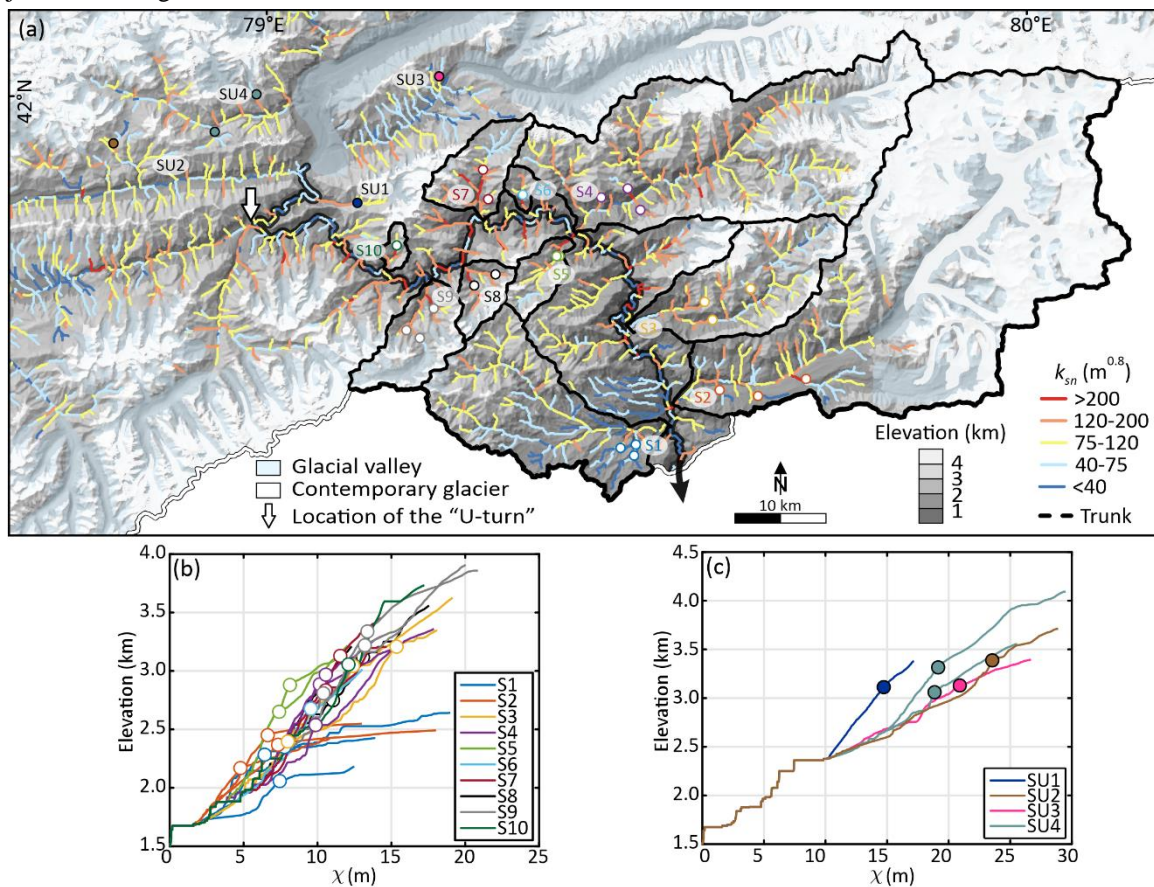 (a)
79°E
80°E
42°N
SU3
SU4
SU2
SU1
S7
S6
S4
S10
S5
S9
S8
S3
S2
S1
ksn (m0.8)
>200
120-200
75-120
40-75
<40
Trunk
Elevation (km)
4
3
2
1
Glacial valley
Contemporary glacier
Location of the “U-turn”
N
10 km
(b)
Elevation (km)
4.0
3.5
3.0
2.5
2.0
1.5
0
5
10
15
20
25
χ (m)
S1
S2
S3
S4
S5
S6
S7
S8
S9
S10
(c)
Elevation (km)
4.5
4.0
3.5
3.0
2.5
2.0
1.5
0
5
10
15
20
25
30
χ (m)
SU1
SU2
SU3
SU4